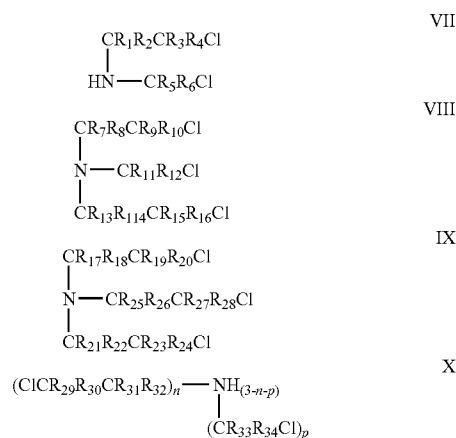 VII
CR₁R₂CR₃R₄Cl
HN—CR₅R₆Cl
VIII
CR₇R₈CR₉R₁₀Cl
N—CR₁₁R₁₂Cl
CR₁₃R₁₁₄CR₁₅R₁₆Cl
IX
CR₁₇R₁₈CR₁₉R₂₀Cl
N—CR₂₅R₂₆CR₂₇R₂₈Cl
CR₂₁R₂₂CR₂₃R₂₄Cl
X
(ClCR₂₉R₃₀CR₃₁R₃₂)ₙ—NH₍₃₋ₙ₋ₚ₎
(CR₃₃R₃₄Cl)ₚ